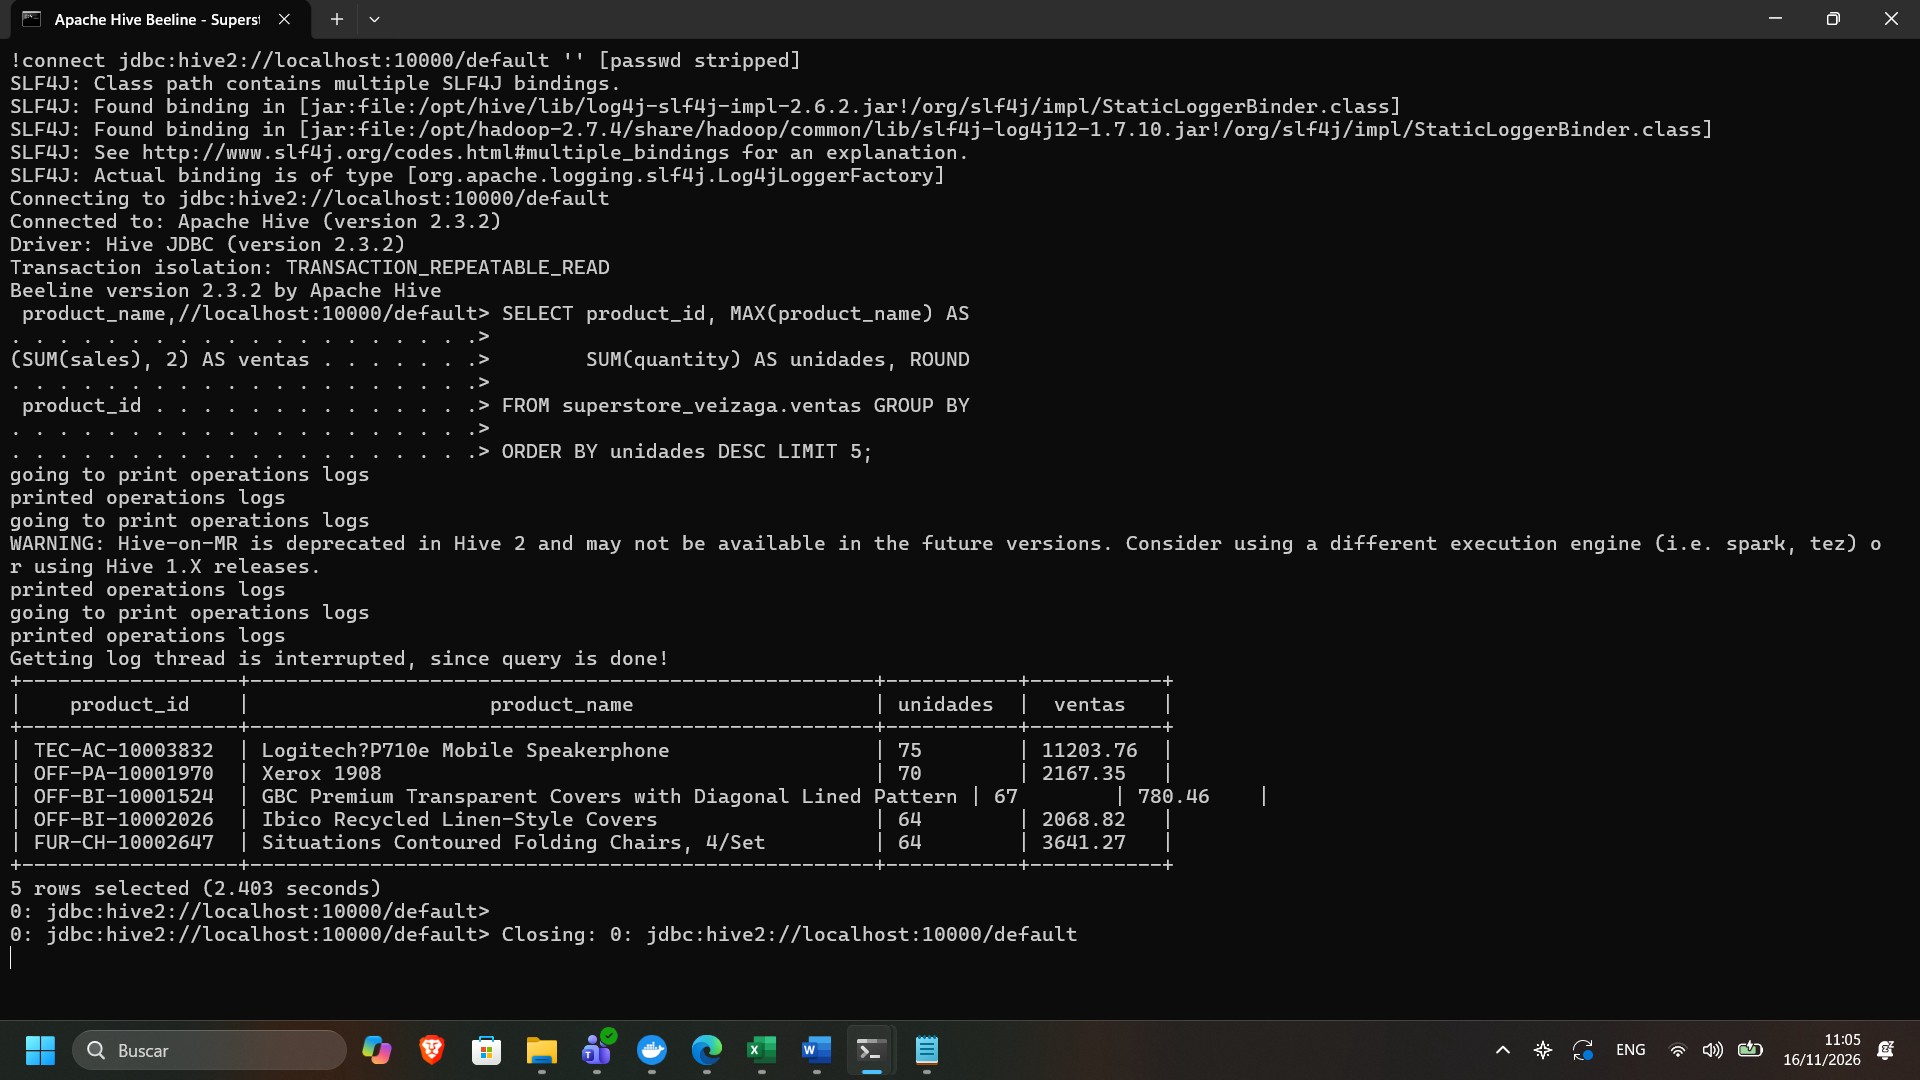 Apache Hive Beeline - Superst
!connect jdbc:hive2://localhost:10000/default '' [passwd stripped]
SLF4J: Class path contains multiple SLF4J bindings.
SLF4J: Found binding in [jar:file:/opt/hive/lib/log4j-slf4j-impl-2.6.2.jar!/org/slf4j/impl/StaticLoggerBinder.class]
SLF4J: Found binding in [jar:file:/opt/hadoop-2.7.4/share/hadoop/common/lib/slf4j-log4j12-1.7.10.jar!/org/slf4j/impl/StaticLoggerBinder.class]
SLF4J: See http://www.slf4j.org/codes.html#multiple_bindings for an explanation.
SLF4J: Actual binding is of type [org.apache.logging.slf4j.Log4jLoggerFactory]
Connecting to jdbc:hive2://localhost:10000/default
Connected to: Apache Hive (version 2.3.2)
Driver: Hive JDBC (version 2.3.2)
Transaction isolation: TRANSACTION_REPEATABLE_READ
Beeline version 2.3.2 by Apache Hive
 product_name,//localhost:10000/default> SELECT product_id, MAX(product_name) AS
. . . . . . . . . . . . . . . . . . . .>
(SUM(sales), 2) AS ventas . . . . . . .>        SUM(quantity) AS unidades, ROUND
. . . . . . . . . . . . . . . . . . . .>
 product_id . . . . . . . . . . . . . .> FROM superstore_veizaga.ventas GROUP BY
. . . . . . . . . . . . . . . . . . . .>
. . . . . . . . . . . . . . . . . . . .> ORDER BY unidades DESC LIMIT 5;
going to print operations logs
printed operations logs
going to print operations logs
WARNING: Hive-on-MR is deprecated in Hive 2 and may not be available in the future versions. Consider using a different execution engine (i.e. spark, tez) o
r using Hive 1.X releases.
printed operations logs
going to print operations logs
printed operations logs
Getting log thread is interrupted, since query is done!
+------------------+----------------------------------------------------+-----------+-----------+
|    product_id    |                    product_name                    | unidades  |  ventas   |
+------------------+----------------------------------------------------+-----------+-----------+
| TEC-AC-10003832  | Logitech?P710e Mobile Speakerphone                 | 75        | 11203.76  |
| OFF-PA-10001970  | Xerox 1908                                         | 70        | 2167.35   |
| OFF-BI-10001524  | GBC Premium Transparent Covers with Diagonal Lined Pattern | 67        | 780.46    |
| OFF-BI-10002026  | Ibico Recycled Linen-Style Covers                  | 64        | 2068.82   |
| FUR-CH-10002647  | Situations Contoured Folding Chairs, 4/Set         | 64        | 3641.27   |
+------------------+----------------------------------------------------+-----------+-----------+
5 rows selected (2.403 seconds)
0: jdbc:hive2://localhost:10000/default>
0: jdbc:hive2://localhost:10000/default> Closing: 0: jdbc:hive2://localhost:10000/default
Buscar
ENG
11:05
16/11/2026